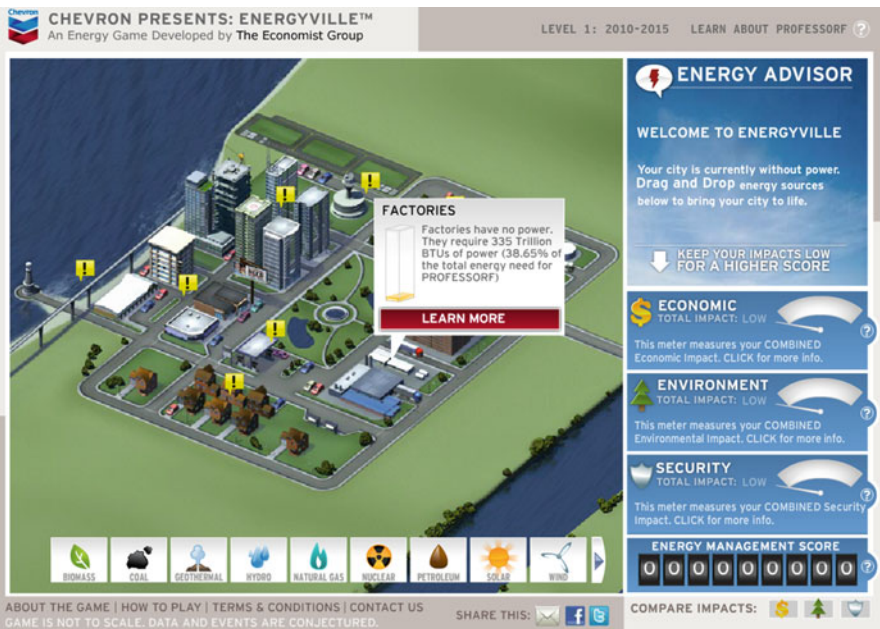 Chevron
CHEVRON PRESENTS: ENERGYVILLE™
An Energy Game Developed by The Economist Group
LEVEL 1: 2010-2015
LEARN ABOUT PROFESSORF ?
ENERGY ADVISOR
WELCOME TO ENERGYVILLE
Your city is currently without power.
Drag and Drop energy sources
below to bring your city to life.
KEEP YOUR IMPACTS LOW
FOR A HIGHER SCORE
FACTORIES
Factories have no power.
They require 335 Trillion
BTUs of power (38.65% of
the total energy need for
PROFESSORF)
LEARN MORE
$ ECONOMIC
TOTAL IMPACT: LOW
?
This meter measures your COMBINED
Economic Impact. CLICK for more info.
ENVIRONMENT
TOTAL IMPACT: LOW
?
This meter measures your COMBINED
Environmental Impact. CLICK for more info.
SECURITY
TOTAL IMPACT: LOW
?
This meter measures your COMBINED Security
Impact. CLICK for more info.
ENERGY MANAGEMENT SCORE
0 0 0 0 0 0 0 0 0 ?
BIOMASS
COAL
GEOTHERMAL
HYDRO
NATURAL GAS
NUCLEAR
PETROLEUM
SOLAR
WIND
ABOUT THE GAME | HOW TO PLAY | TERMS & CONDITIONS | CONTACT US
GAME IS NOT TO SCALE. DATA AND EVENTS ARE CONJECTURED.
SHARE THIS:
COMPARE IMPACTS: $